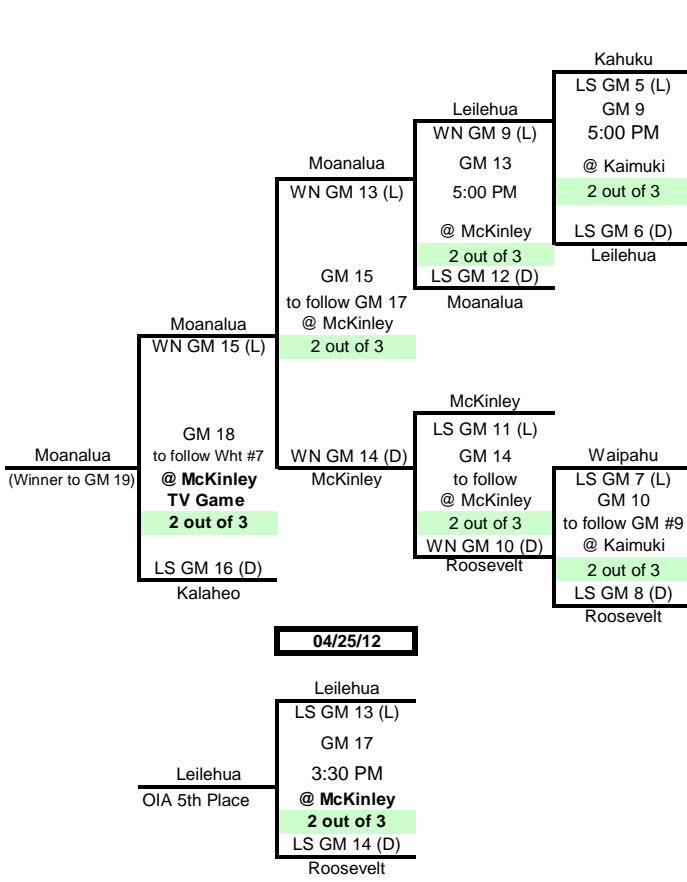 Kahuku
LS GM 5 (L)
GM 9
5:00 PM
@ Kaimuki
2 out of 3
LS GM 6 (D)
Leilehua
Leilehua
WN GM 9 (L)
GM 13
5:00 PM
@ McKinley
2 out of 3
LS GM 12 (D)
Moanalua
Moanalua
WN GM 13 (L)
GM 15
to follow GM 17
@ McKinley
2 out of 3
WN GM 14 (D)
McKinley
Moanalua
WN GM 15 (L)
GM 18
to follow Wht #7
@ McKinley
TV Game
2 out of 3
LS GM 16 (D)
Kalaheo
Moanalua
(Winner to GM 19)
McKinley
LS GM 11 (L)
GM 14
to follow
@ McKinley
2 out of 3
WN GM 10 (D)
Roosevelt
Waipahu
LS GM 7 (L)
GM 10
to follow GM #9
@ Kaimuki
2 out of 3
LS GM 8 (D)
Roosevelt
04/25/12
Leilehua
LS GM 13 (L)
GM 17
3:30 PM
@ McKinley
2 out of 3
LS GM 14 (D)
Roosevelt
Leilehua
OIA 5th Place